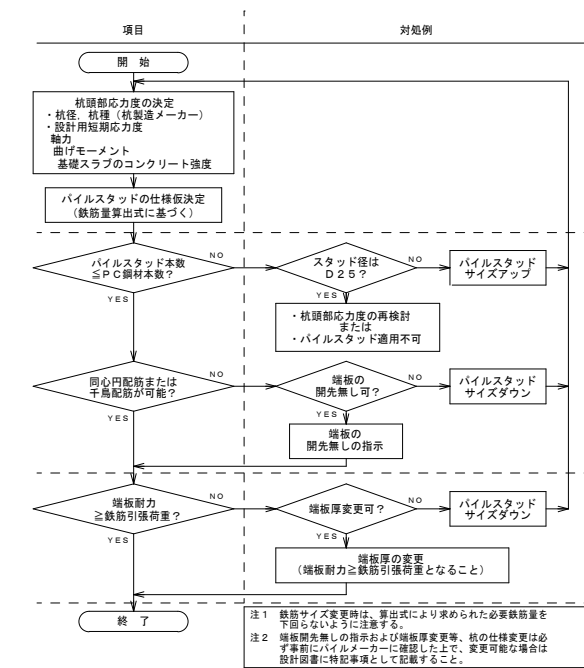 項目
対処例
開 始
杭頭部応力度の決定
・杭径，杭種（杭製造メーカー）
・設計用短期応力度
軸力
曲げモーメント
基礎スラブのコンクリート強度
パイルスタッドの仕様仮決定
（鉄筋量算出式に基づく）
パイルスタッド本数
≦ＰＣ鋼材本数？
NO
YES
スタッド径は
Ｄ２５？
NO
YES
パイルスタッド
サイズアップ
・杭頭部応力度の再検討
または
・パイルスタッド適用不可
同心円配筋または
千鳥配筋が可能？
NO
YES
端板の
開先無し可？
NO
YES
パイルスタッド
サイズダウン
端板の
開先無しの指示
端板耐力
≧鉄筋引張荷重？
NO
YES
端板厚変更可？
NO
YES
パイルスタッド
サイズダウン
端板厚の変更
（端板耐力≧鉄筋引張荷重となること）
終 了
注１ 鉄筋サイズ変更時は、算出式により求められた必要鉄筋量を
下回らないように注意する。
注２ 端板開先無しの指示および端板厚変更等、杭の仕様変更は必
ず事前にパイルメーカーに確認した上で、変更可能な場合は
設計図書に特記事項として記載すること。